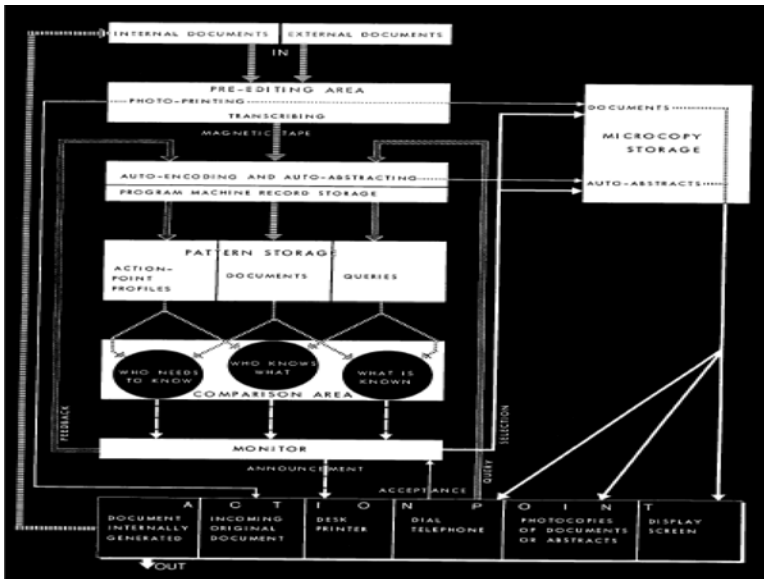 INTERNAL DOCUMENTS
EXTERNAL DOCUMENTS
IN
PRE-EDITING AREA
PHOTO-PRINTING
TRANSCRIBING
MAGNETIC TAPE
DOCUMENTS
MICROCOPY
STORAGE
AUTO-ABSTRACTS
AUTO-ENCODING AND AUTO-ABSTRACTING
PROGRAM MACHINE RECORD STORAGE
PATTERN STORAGE
ACTION-
POINT
PROFILES
DOCUMENTS
QUERIES
WHO NEEDS
TO KNOW
WHO KNOWS
WHAT
WHAT IS
KNOWN
COMPARISON AREA
FEEDBACK
MONITOR
SELECTION
QUERY
ANNOUNCEMENT
ACCEPTANCE
ACTION POINT
DOCUMENT
INTERNALLY
GENERATED
INCOMING
ORIGINAL
DOCUMENT
DESK
PRINTER
DIAL
TELEPHONE
PHOTOCOPIES
OF DOCUMENTS
OR ABSTRACTS
DISPLAY
SCREEN
OUT